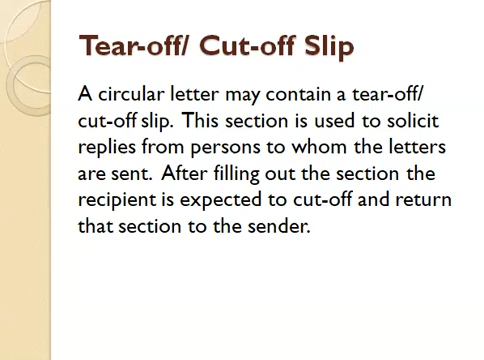 Tear-off/ Cut-off Slip
A circular letter may contain a tear-off/
cut-off slip. This section is used to solicit
replies from persons to whom the letters
are sent. After filling out the section the
recipient is expected to cut-off and return
that section to the sender.